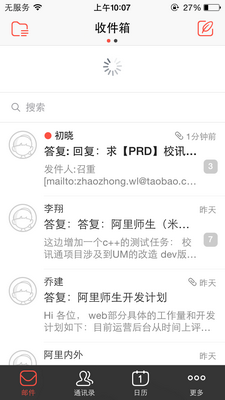 无服务 上午10:07 27%
收件箱
搜索
初晓 1分钟前
答复: 回复：求【PRD】校讯...
发件人:召重
[mailto:zhaozhong.wl@taobao.c...
3
李翔 昨天
答复：答复：阿里师生（米...
这边增加一个c++的测试任务： 校
讯通项目涉及到UM的改造 dev版...
7
乔建 昨天
答复：阿里师生开发计划
Hi 各位， web部分具体的工作量和开
发计划如下：目前运营后台从时间上评...
阿里内外 昨天
邮件 通讯录 1 日历 更多